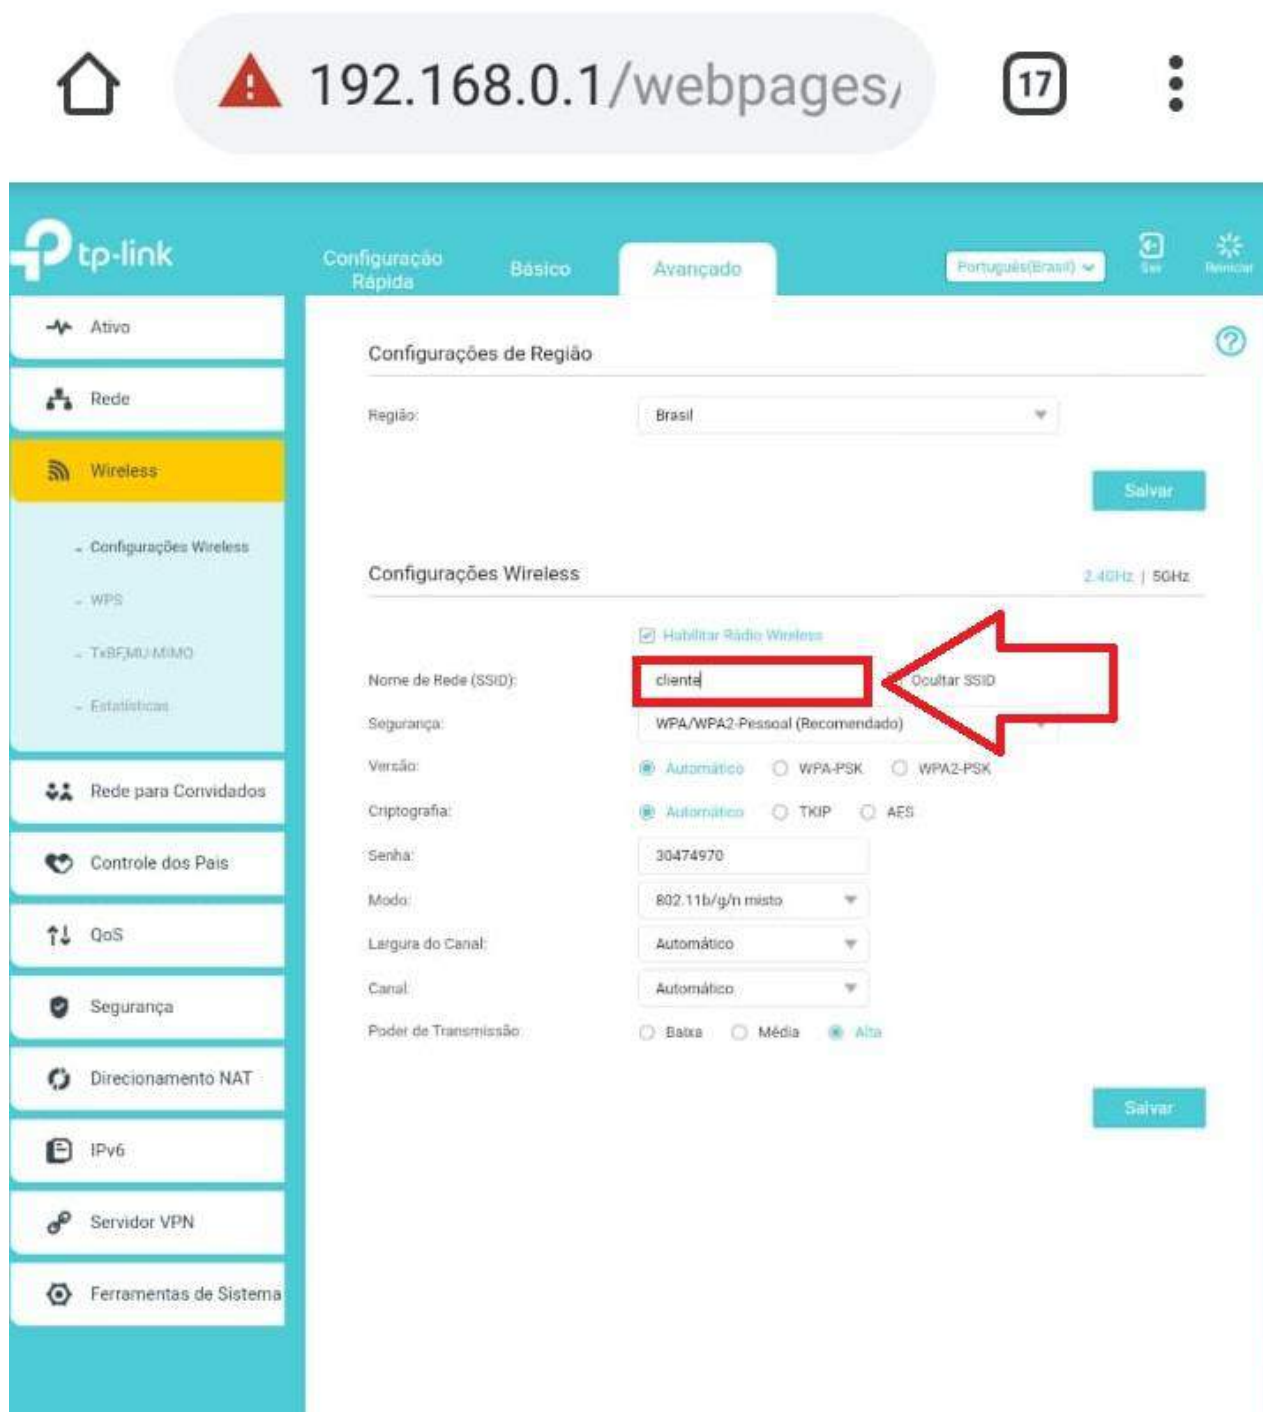 192.168.0.1/webpages/
17
tp-link
Configuração Rápida
Básico
Avançado
Português(Brasil)
Sair
Reiniciar
Ativo
Rede
Wireless
Configurações Wireless
WPS
TxBF,MU-MIMO
Estatísticas
Rede para Convidados
Controle dos Pais
QoS
Segurança
Direcionamento NAT
IPv6
Servidor VPN
Ferramentas de Sistema
Configurações de Região
Região: Brasil
Salvar
Configurações Wireless
2.4GHz | 5GHz
Habilitar Rádio Wireless
Nome de Rede (SSID): cliente Ocultar SSID
Segurança: WPA/WPA2-Pessoal (Recomendado)
Versão: Automático WPA-PSK WPA2-PSK
Criptografia: Automático TKIP AES
Senha: 30474970
Modo: 802.11b/g/n misto
Largura do Canal: Automático
Canal: Automático
Poder de Transmissão: Baixa Média Alta
Salvar